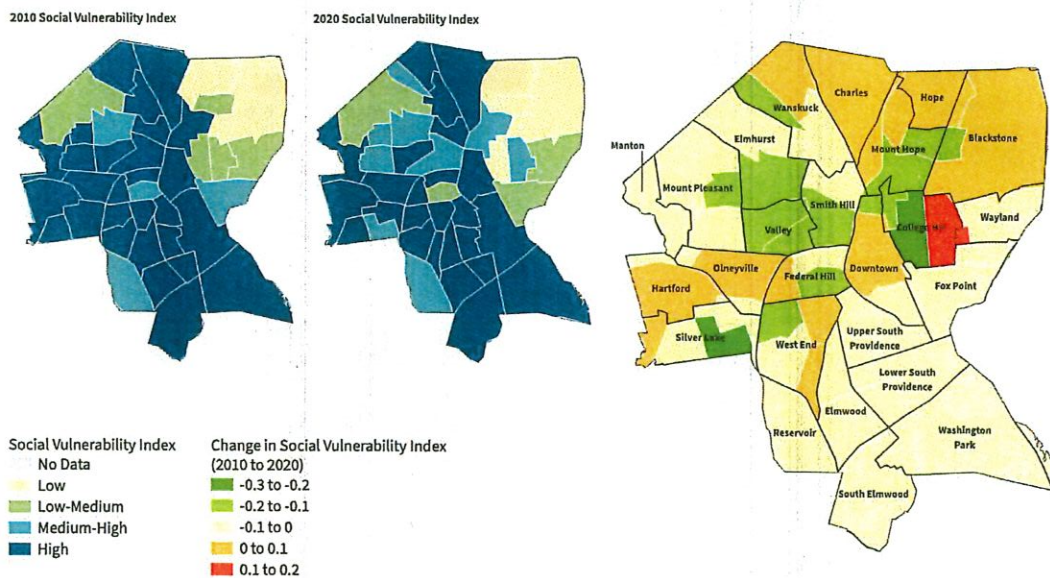 2010 Social Vulnerability Index
2020 Social Vulnerability Index
Wanskuck
Charles
Hope
Blackstone
Elmhurst
Mount Hope
Manton
Mount Pleasant
Smith Hill
Valley
College Hill
Wayland
Olneyville
Federal Hill
Downtown
Hartford
Fox Point
Silver Lake
West End
Upper South
Providence
Lower South
Providence
Elmwood
Reservoir
Washington
Park
South Elmwood
Social Vulnerability Index
No Data
Low
Low-Medium
Medium-High
High
Change in Social Vulnerability Index
(2010 to 2020)
-0.3 to -0.2
-0.2 to -0.1
-0.1 to 0
0 to 0.1
0.1 to 0.2